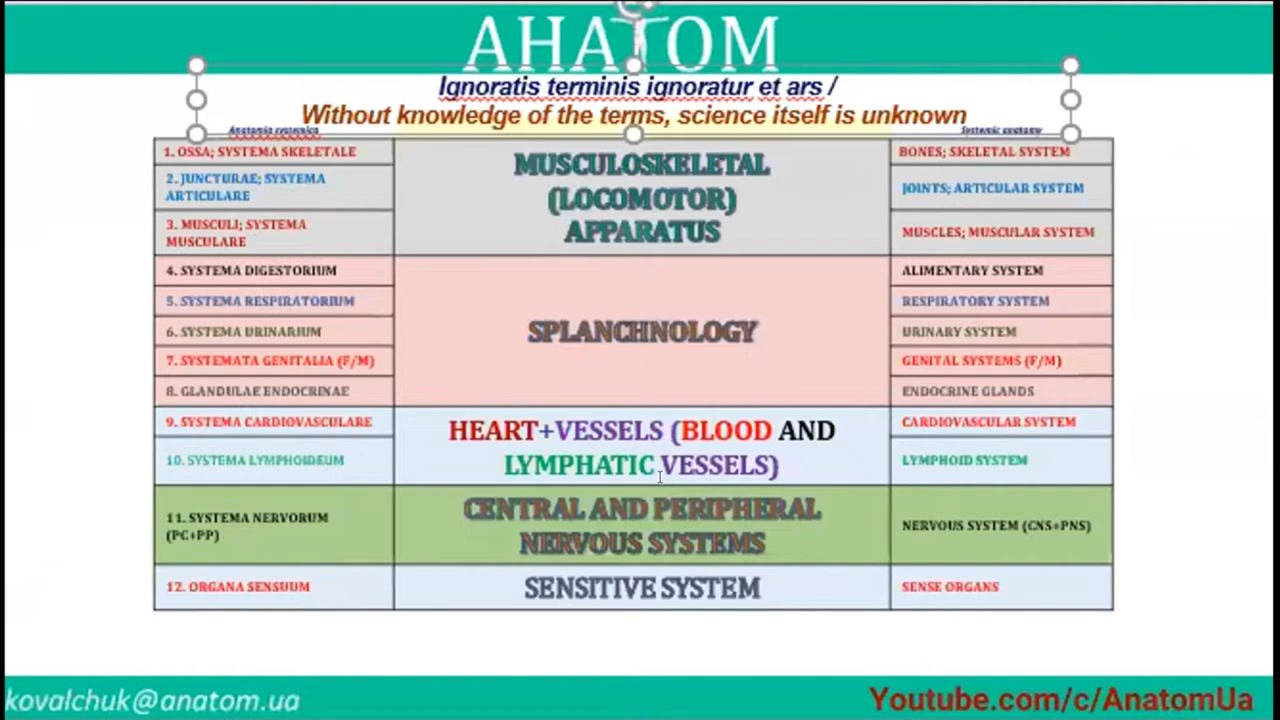 АНАТОМ
Ignoratis terminis ignoratur et ars /
Without knowledge of the terms, science itself is unknown
Anatomia systemica
Systemic anatomy
1. OSSA; SYSTEMA SKELETALE
MUSCULOSKELETAL
(LOCOMOTOR)
APPARATUS
BONES; SKELETAL SYSTEM
2. JUNCTURAE; SYSTEMA
ARTICULARE
JOINTS; ARTICULAR SYSTEM
3. MUSCULI; SYSTEMA
MUSCULARE
MUSCLES; MUSCULAR SYSTEM
4. SYSTEMA DIGESTORIUM
SPLANCHNOLOGY
ALIMENTARY SYSTEM
5. SYSTEMA RESPIRATORIUM
RESPIRATORY SYSTEM
6. SYSTEMA URINARIUM
URINARY SYSTEM
7. SYSTEMATA GENITALIA (F/M)
GENITAL SYSTEMS (F/M)
8. GLANDULAE ENDOCRINAE
ENDOCRINE GLANDS
9. SYSTEMA CARDIOVASCULARE
HEART+VESSELS (BLOOD AND
LYMPHATIC VESSELS)
CARDIOVASCULAR SYSTEM
10. SYSTEMA LYMPHOIDEUM
LYMPHOID SYSTEM
11. SYSTEMA NERVORUM
(PC+PP)
CENTRAL AND PERIPHERAL
NERVOUS SYSTEMS
NERVOUS SYSTEM (CNS+PNS)
12. ORGANA SENSUUM
SENSITIVE SYSTEM
SENSE ORGANS
kovalchuk@anatom.ua
Youtube.com/c/AnatomUa